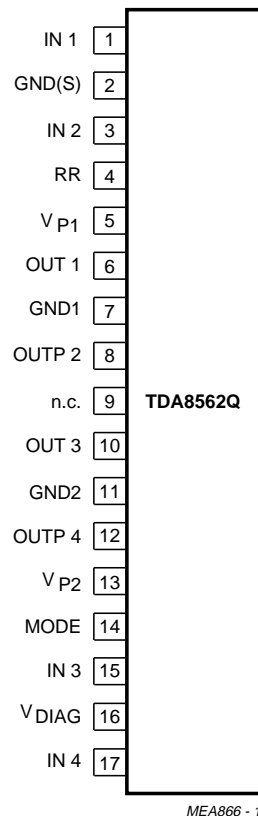 IN 1 1
GND(S) 2
IN 2 3
RR 4
V P1 5
OUT 1 6
GND1 7
OUTP 2 8
n.c. 9 TDA8562Q
OUT 3 10
GND2 11
OUTP 4 12
V P2 13
MODE 14
IN 3 15
V DIAG 16
IN 4 17
MEA866 - 1